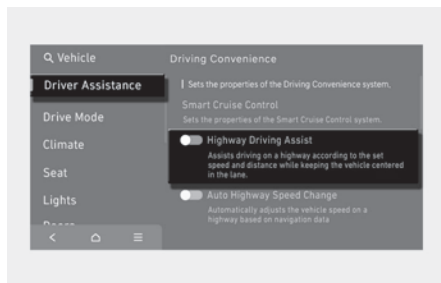 Vehicle
Driver Assistance
Drive Mode
Climate
Seat
Lights
Doors
Driving Convenience
Sets the properties of the Driving Convenience system.
Smart Cruise Control
Sets the properties of the Smart Cruise Control system.
Highway Driving Assist
Assists driving on a highway according to the set
speed and distance while keeping the vehicle centered
in the lane.
Auto Highway Speed Change
Automatically adjusts the vehicle speed on a
highway based on navigation data